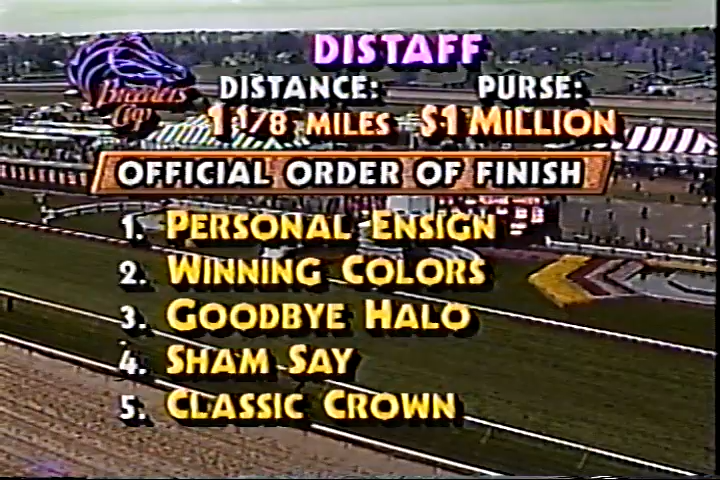 DISTAFF
Breeders
Cup
DISTANCE: PURSE:
1 1/8 MILES $1 MILLION
OFFICIAL ORDER OF FINISH
1. PERSONAL ENSIGN
2. WINNING COLORS
3. GOODBYE HALO
4. SHAM SAY
5. CLASSIC CROWN